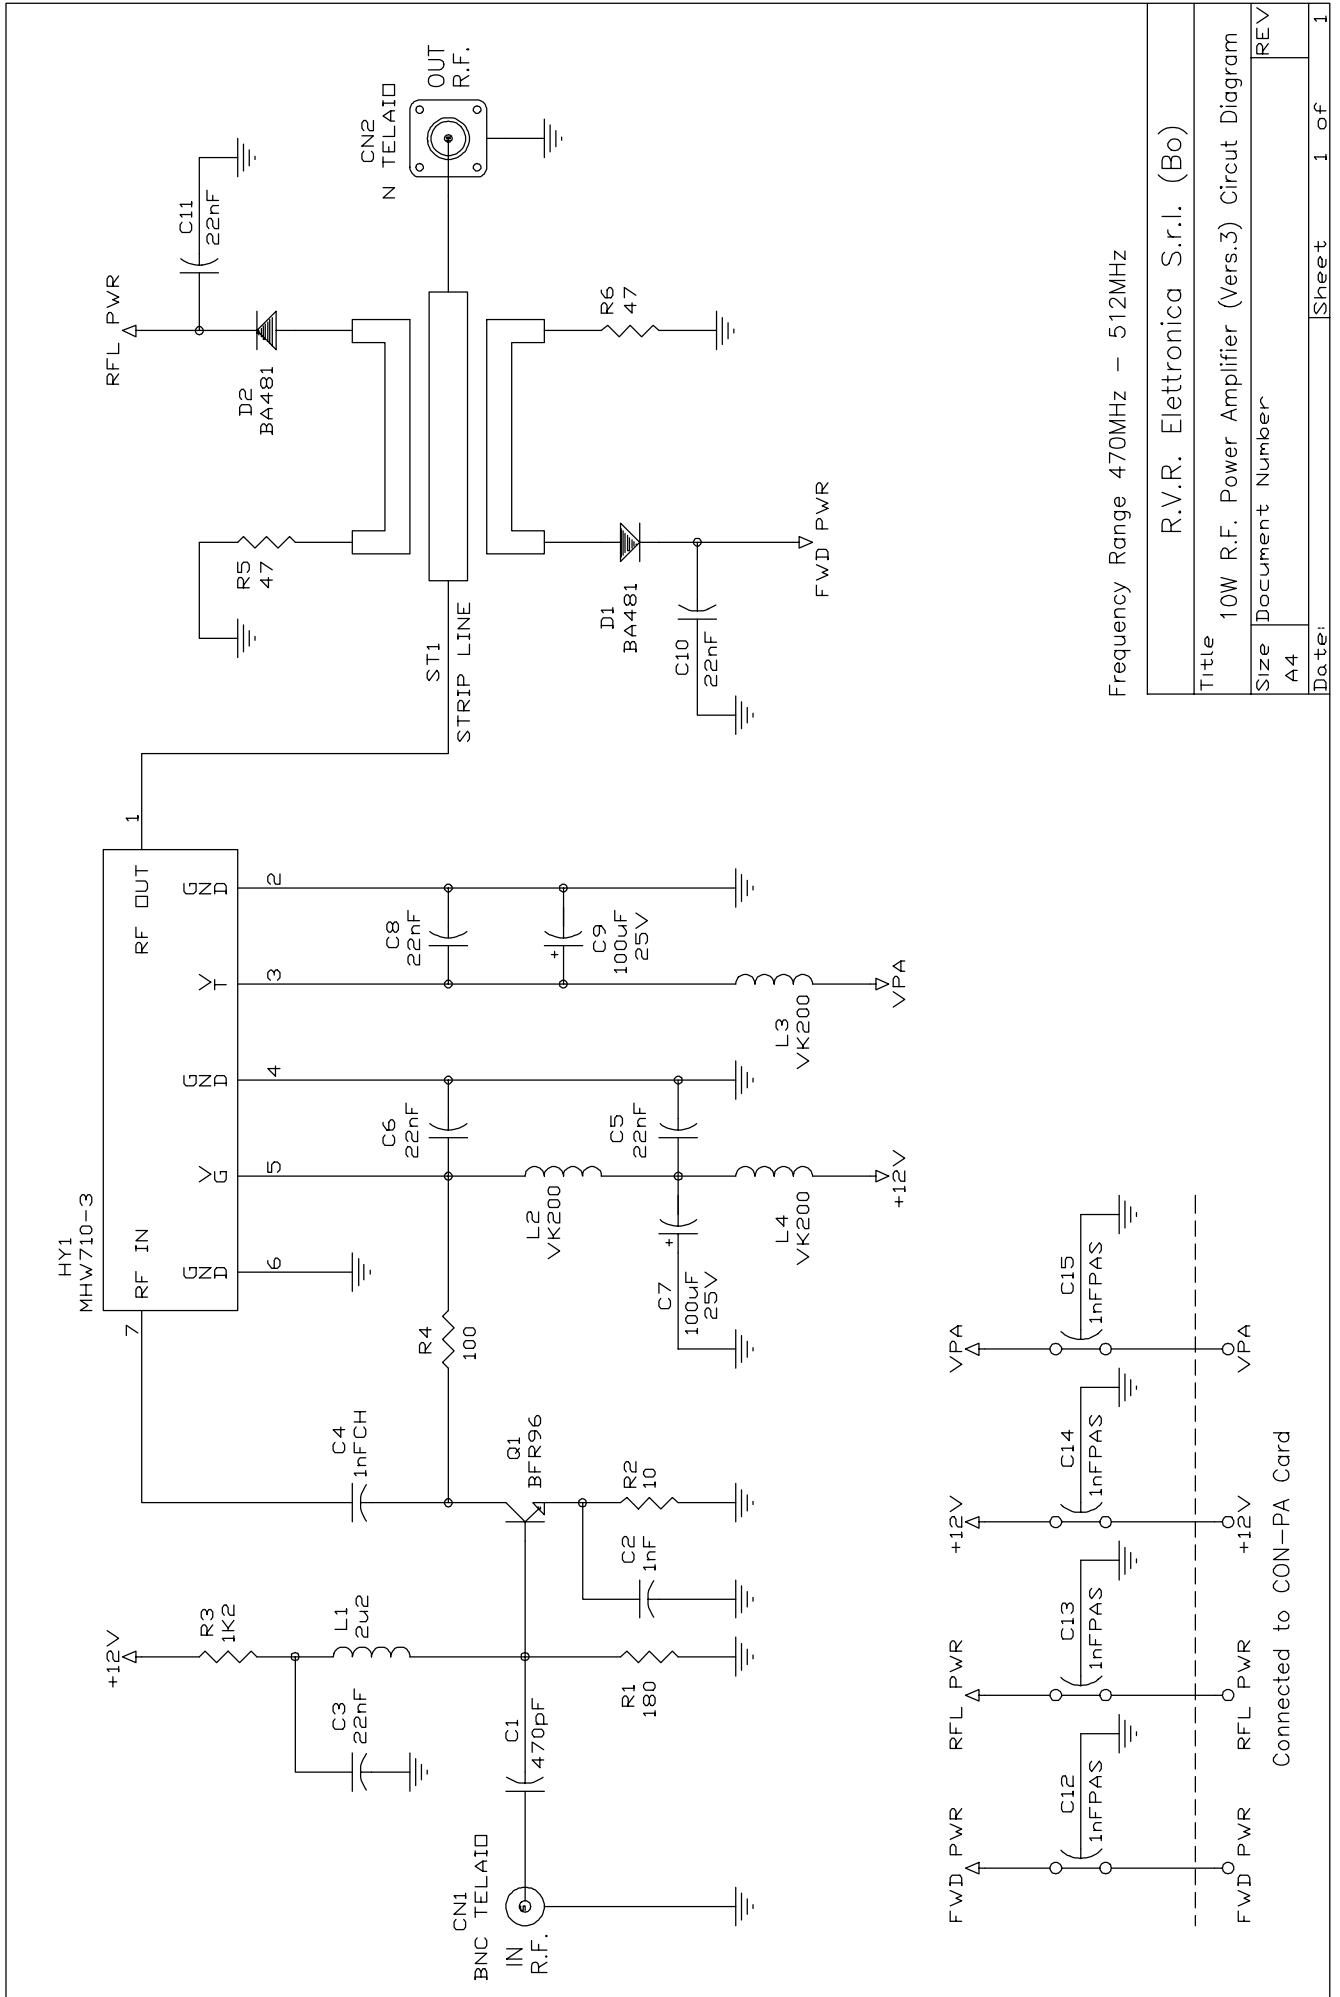 HY1
MHW710-3
7
RF IN
RF OUT
1
GND
VG
GND
VT
GND
6
5
4
3
2
+12V
R3
1K2
L1
2u2
C3
22nF
C4
1nFCH
R4
100
C6
22nF
C8
22nF
C9
+
100uF
25V
L2
VK200
C5
22nF
C7
+
100uF
25V
L4
VK200
+12V
L3
VK200
VPA
CN1
BNC TELAIO
IN
R.F.
C1
470pF
R1
180
C2
1nF
Q1
BFR96
R2
10
ST1
STRIP LINE
R5
47
D2
BA481
RFL PWR
C11
22nF
CN2
N TELAIO
OUT
R.F.
D1
BA481
C10
22nF
FWD PWR
R6
47
FWD PWR
RFL PWR
+12V
VPA
C12
1nFPAS
C13
1nFPAS
C14
1nFPAS
C15
1nFPAS
FWD PWR
RFL PWR
+12V
VPA
Connected to CON-PA Card
Frequency Range 470MHz - 512MHz
R.V.R. Elettronica S.r.l. (Bo)
Title
10W R.F. Power Amplifier (Vers.3) Circut Diagram
Size
Document Number
REV
A4
Date:
Sheet 1 of 1